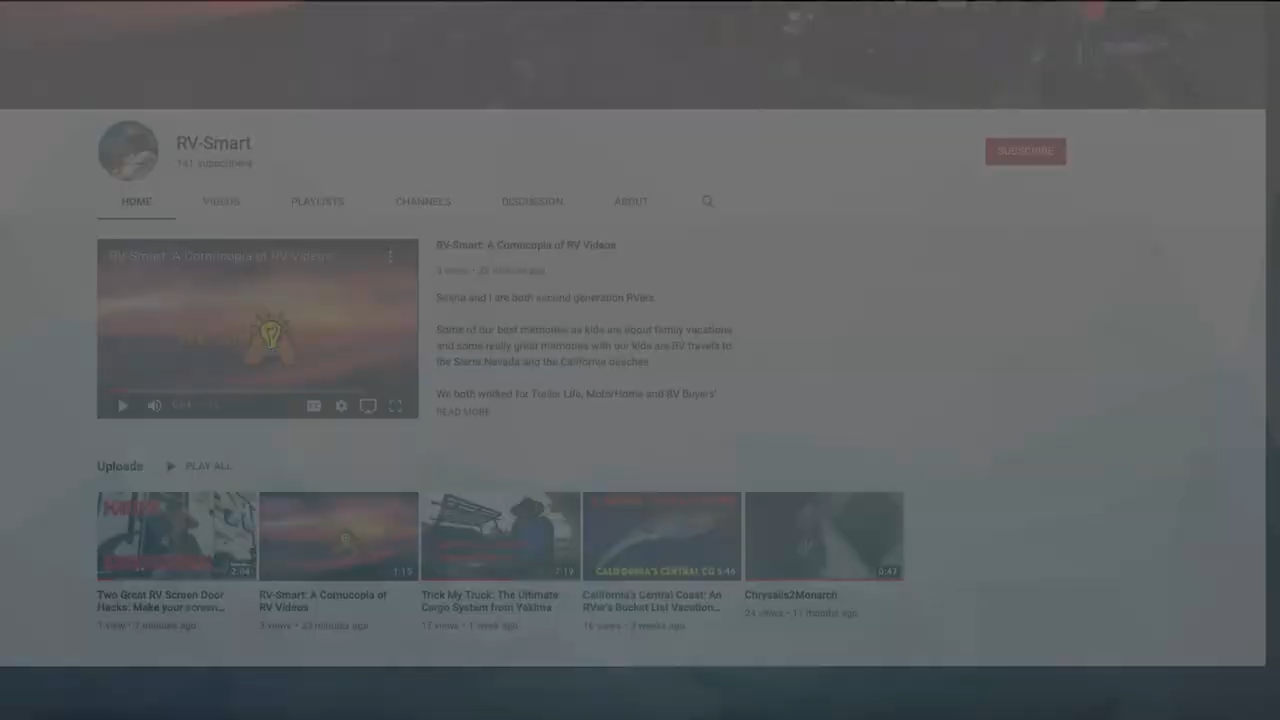 RV-Smart
141 subscribers
SUBSCRIBE
HOME VIDEOS PLAYLISTS CHANNELS DISCUSSION ABOUT
RV-Smart: A Cornucopia of RV Videos
RV-Smart: A Cornucopia of RV Videos
3 views • 23 minutes ago
and I are both second generation RVers.
Some of our best memories as kids are about family vacations
and some really great memories with our kids are RV travels to
the Sierra Nevada and the California beaches.
We both worked for Trailer Life, MotorHome and RV Buyers'
READ MORE
Uploads PLAY ALL
2:04
1:15
7:19
CALIFORNIA'S CENTRAL CO 5:46
0:47
Two Great RV Screen Door
Hacks: Make your screen...
1 view • 7 minutes ago
RV-Smart: A Cornucopia of
RV Videos
3 views • 23 minutes ago
Trick My Truck: The Ultimate
Cargo System from Yakima
17 views • 1 week ago
California's Central Coast: An
RVer's Bucket List Vacation...
16 views • 3 weeks ago
Chrysalis2Monarch
24 views • 11 months ago